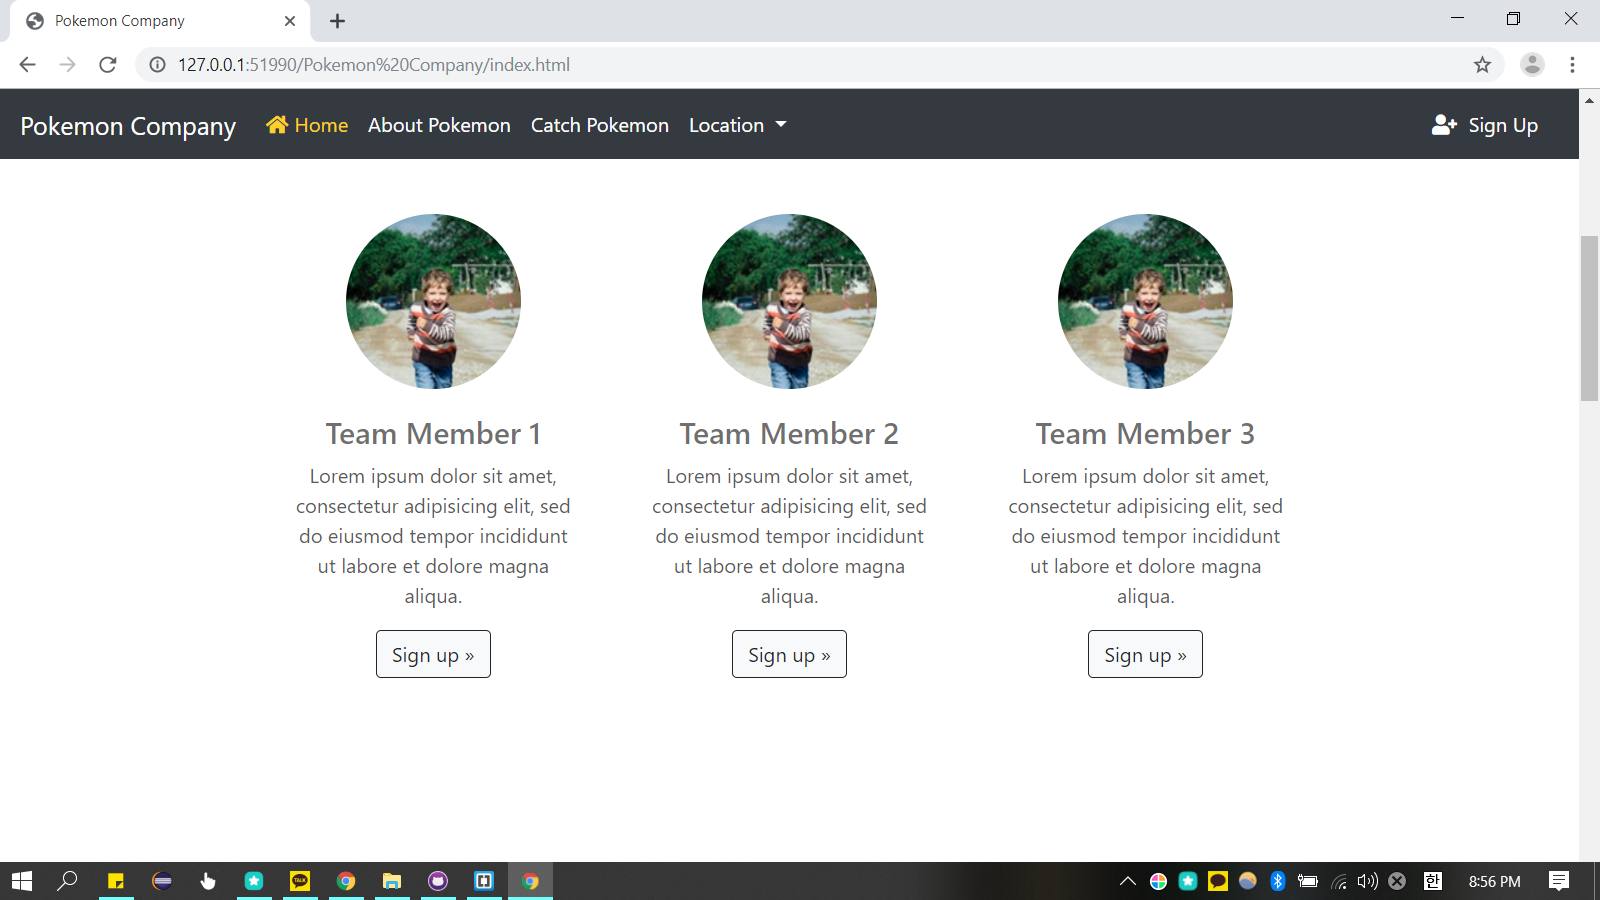 Pokemon Company
127.0.0.1:51990/Pokemon%20Company/index.html
Pokemon Company Home About Pokemon Catch Pokemon Location Sign Up
Team Member 1
Lorem ipsum dolor sit amet,
consectetur adipisicing elit, sed
do eiusmod tempor incididunt
ut labore et dolore magna
aliqua.
Sign up »
Team Member 2
Lorem ipsum dolor sit amet,
consectetur adipisicing elit, sed
do eiusmod tempor incididunt
ut labore et dolore magna
aliqua.
Sign up »
Team Member 3
Lorem ipsum dolor sit amet,
consectetur adipisicing elit, sed
do eiusmod tempor incididunt
ut labore et dolore magna
aliqua.
Sign up »
TALK
한
8:56 PM